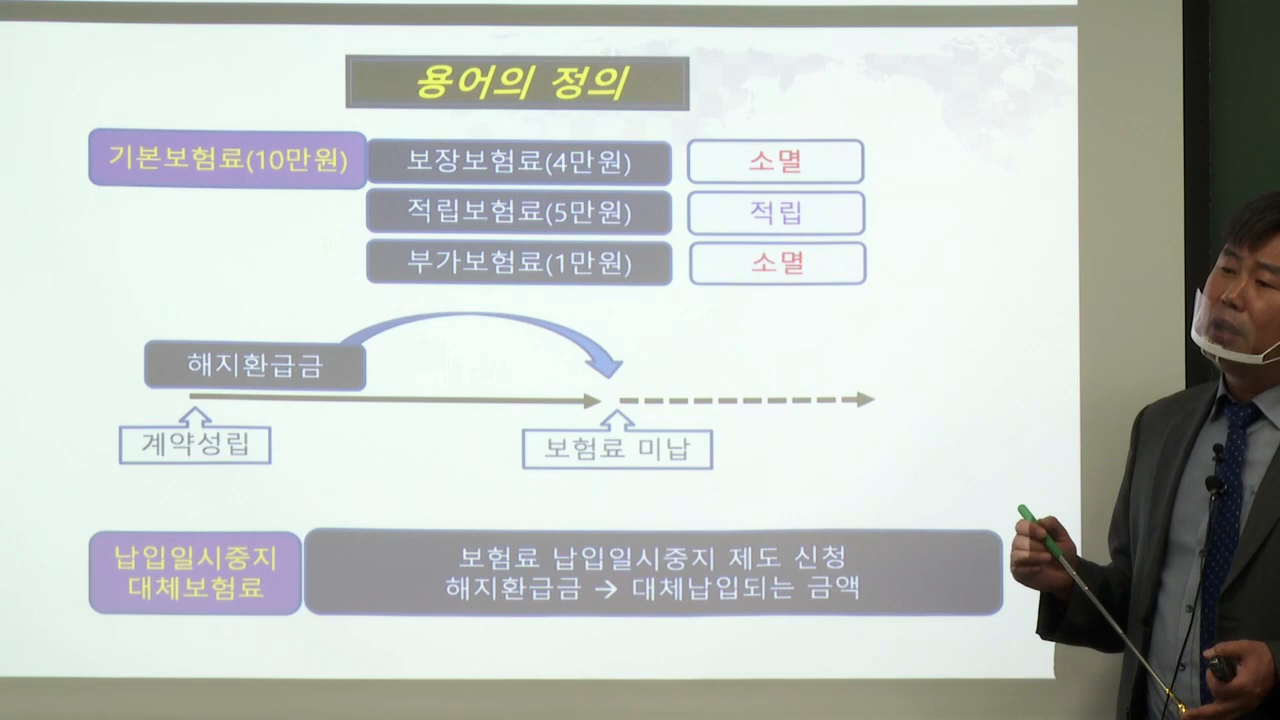 용어의 정의
기본보험료(10만원)
보장보험료(4만원)
소멸
적립보험료(5만원)
적립
부가보험료(1만원)
소멸
해지환급금
계약성립
보험료 미납
납입일시중지
대체보험료
보험료 납입일시중지 제도 신청
해지환급금 → 대체납입되는 금액